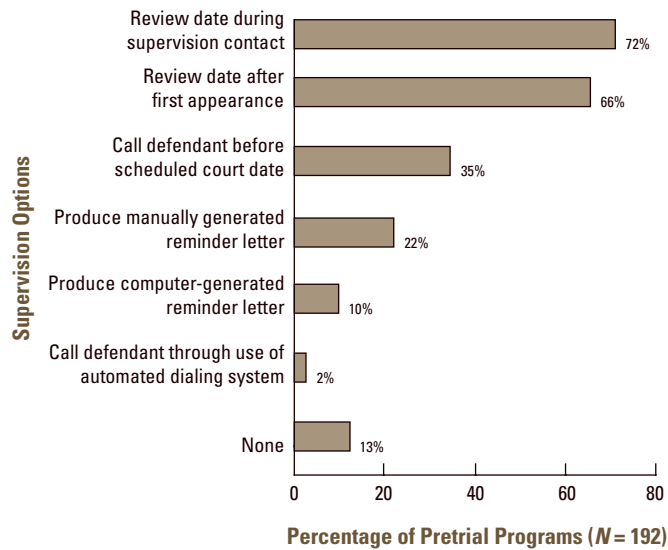 Review date during
supervision contact
72%
Review date after
first appearance
66%
Call defendant before
scheduled court date
35%
Produce manually generated
reminder letter
22%
Produce computer-generated
reminder letter
10%
Call defendant through use of
automated dialing system
2%
None
13%
0 20 40 60 80
Supervision Options
Percentage of Pretrial Programs (N = 192)